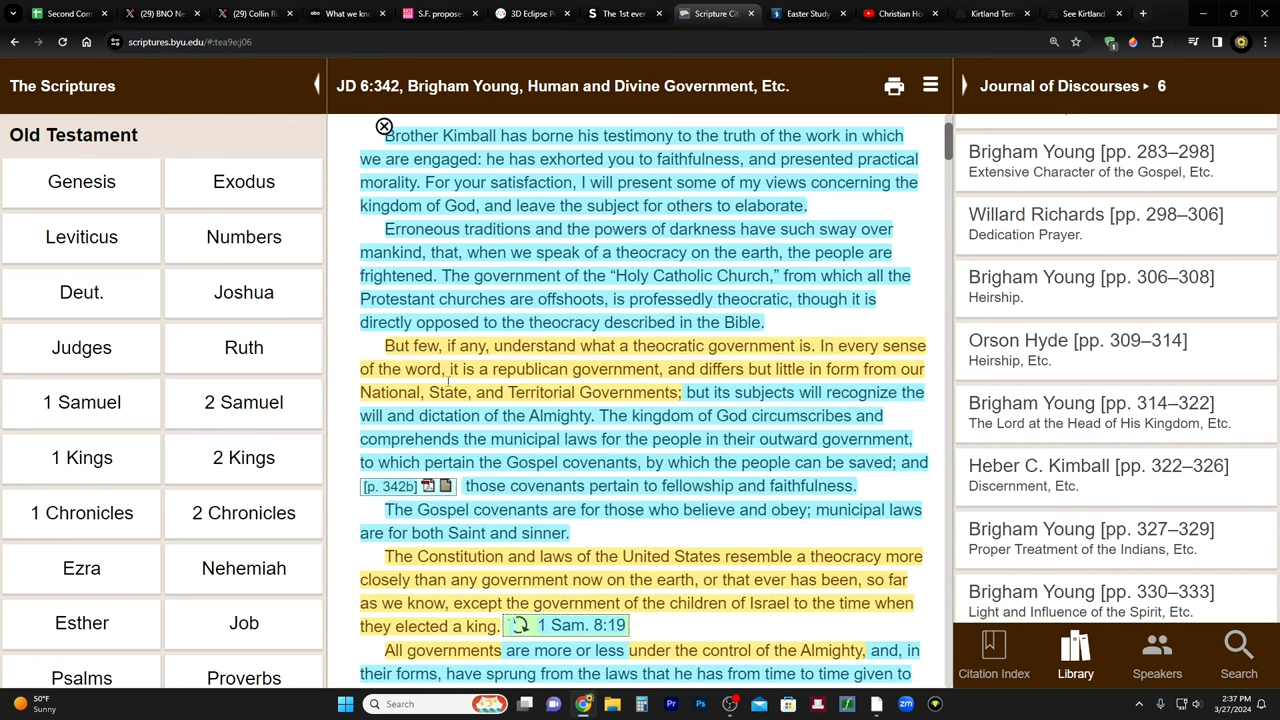 Second Como
(29) BNO Ne
(29) Collin Ru
What we kno
S.F. propose
3D Eclipse Pa
The 1st ever
Scripture Cit
Easter Study
Christian Ho
Kirtland Tem
See Kirtland
scriptures.byu.edu/#:tea9e:j06
The Scriptures
JD 6:342, Brigham Young, Human and Divine Government, Etc.
Journal of Discourses ▸ 6
Old Testament
Genesis
Exodus
Leviticus
Numbers
Deut.
Joshua
Judges
Ruth
1 Samuel
2 Samuel
1 Kings
2 Kings
1 Chronicles
2 Chronicles
Ezra
Nehemiah
Esther
Job
Psalms
Proverbs
Brother Kimball has borne his testimony to the truth of the work in which
we are engaged: he has exhorted you to faithfulness, and presented practical
morality. For your satisfaction, I will present some of my views concerning the
kingdom of God, and leave the subject for others to elaborate.
Erroneous traditions and the powers of darkness have such sway over
mankind, that, when we speak of a theocracy on the earth, the people are
frightened. The government of the “Holy Catholic Church,” from which all the
Protestant churches are offshoots, is professedly theocratic, though it is
directly opposed to the theocracy described in the Bible.
But few, if any, understand what a theocratic government is. In every sense
of the word, it is a republican government, and differs but little in form from our
National, State, and Territorial Governments; but its subjects will recognize the
will and dictation of the Almighty. The kingdom of God circumscribes and
comprehends the municipal laws for the people in their outward government,
to which pertain the Gospel covenants, by which the people can be saved; and
[p. 342b] those covenants pertain to fellowship and faithfulness.
The Gospel covenants are for those who believe and obey; municipal laws
are for both Saint and sinner.
The Constitution and laws of the United States resemble a theocracy more
closely than any government now on the earth, or that ever has been, so far
as we know, except the government of the children of Israel to the time when
they elected a king. 1 Sam. 8:19
All governments are more or less under the control of the Almighty, and, in
their forms, have sprung from the laws that he has from time to time given to
Brigham Young [pp. 283–298]
Extensive Character of the Gospel, Etc.
Willard Richards [pp. 298–306]
Dedication Prayer.
Brigham Young [pp. 306–308]
Heirship.
Orson Hyde [pp. 309–314]
Heirship, Etc.
Brigham Young [pp. 314–322]
The Lord at the Head of His Kingdom, Etc.
Heber C. Kimball [pp. 322–326]
Discernment, Etc.
Brigham Young [pp. 327–329]
Proper Treatment of the Indians, Etc.
Brigham Young [pp. 330–333]
Light and Influence of the Spirit, Etc.
Citation Index
Library
Speakers
Search
50°F
Sunny
Search
2:37 PM
3/27/2024